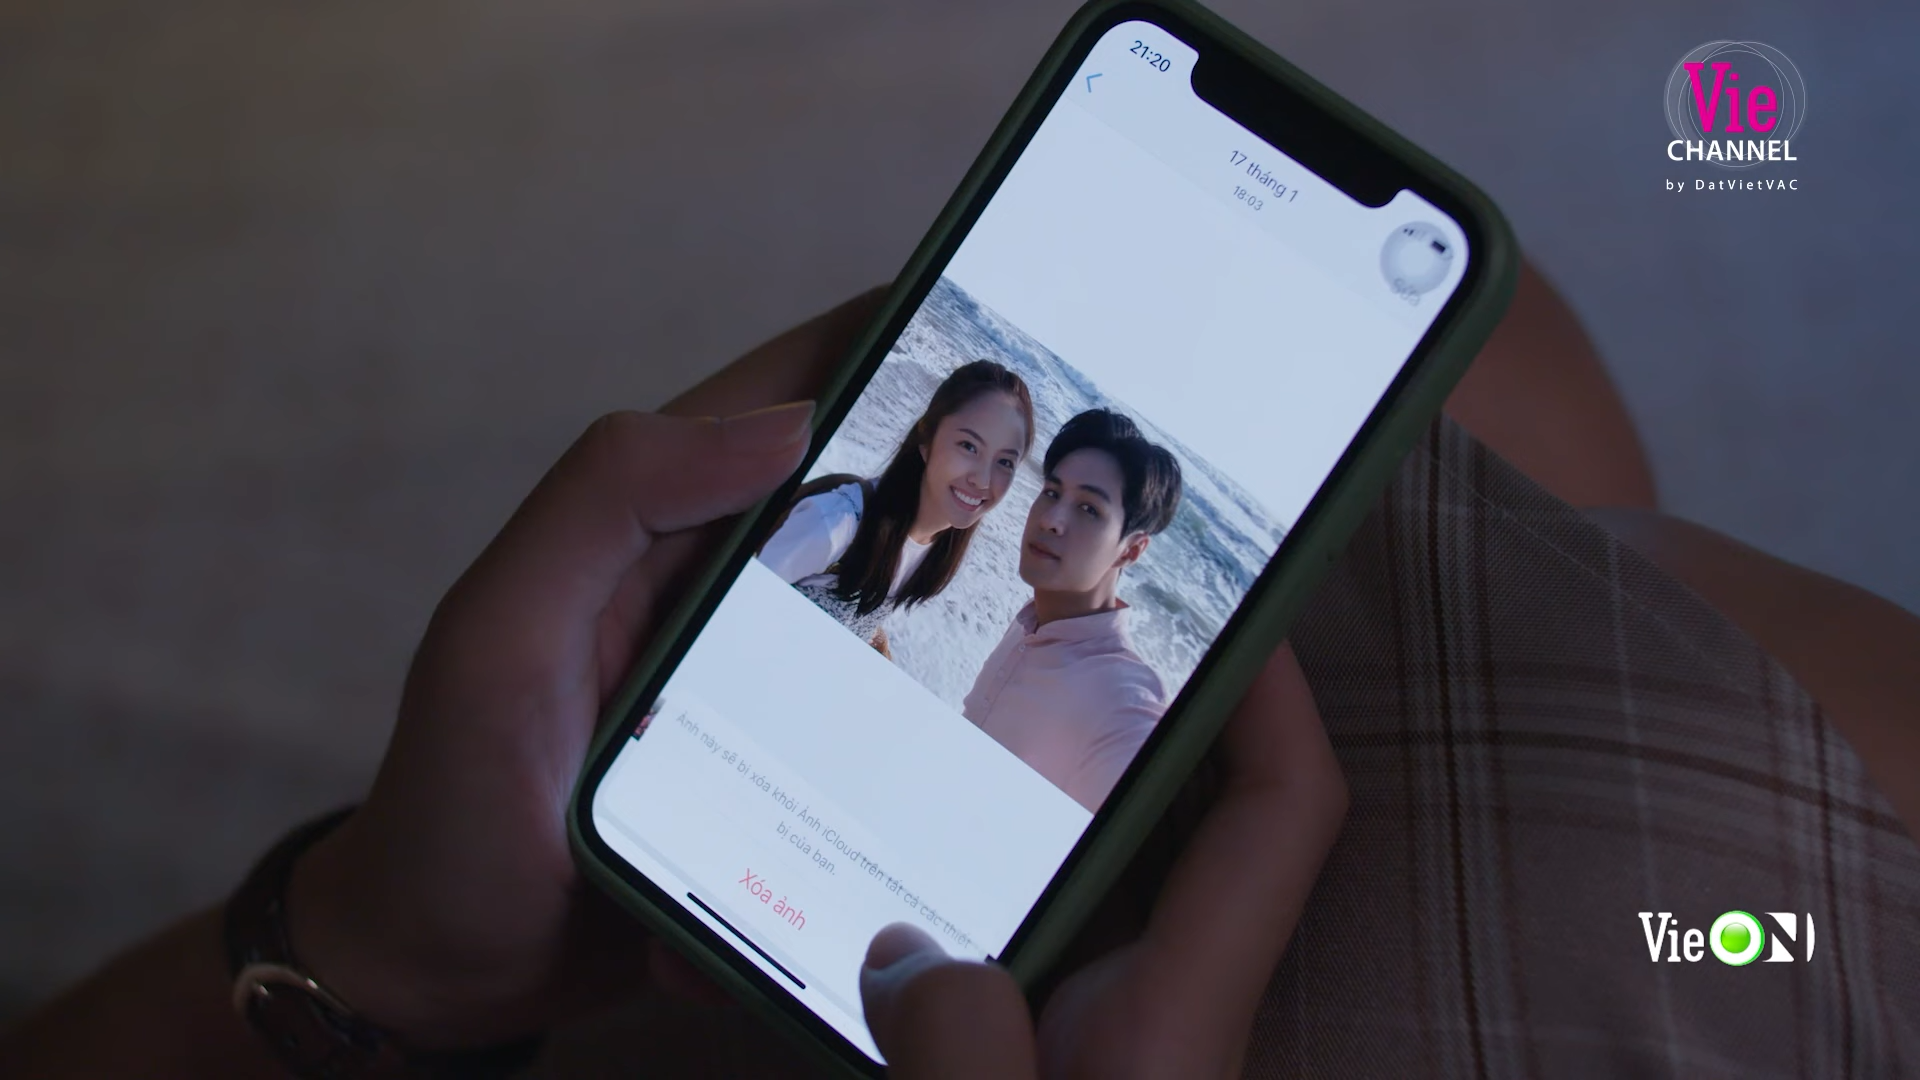 21:20
17 tháng 1
18:03
Sửa
Ảnh này sẽ bị xóa khỏi Ảnh iCloud trên tất cả các thiết
bị của bạn.
Xóa ảnh
Vie
CHANNEL
by DatVietVAC
VieON